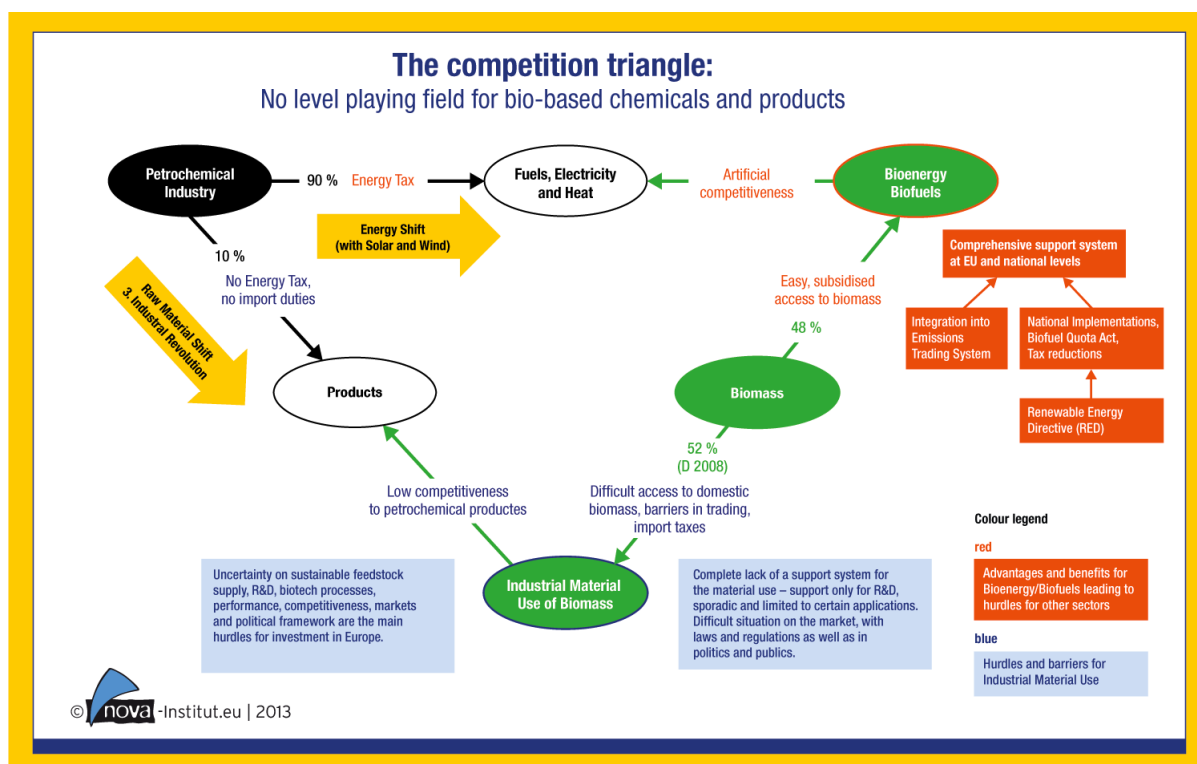 The competition triangle:
No level playing field for bio-based chemicals and products
Petrochemical
Industry
90 %
Energy Tax
Fuels, Electricity
and Heat
Artificial
competitiveness
Bioenergy
Biofuels
Energy Shift
(with Solar and Wind)
10 %
No Energy Tax,
no import duties
Raw Material Shift
3. Industral Revolution
Easy, subsidised
access to biomass
48 %
Comprehensive support system
at EU and national levels
Integration into
Emissions
Trading System
National Implementations,
Biofuel Quota Act,
Tax reductions
Renewable Energy
Directive (RED)
Products
Biomass
52 %
(D 2008)
Low competitiveness
to petrochemical productes
Difficult access to domestic
biomass, barriers in trading,
import taxes
Industrial Material
Use of Biomass
Uncertainty on sustainable feedstock
supply, R&D, biotech processes,
performance, competitiveness, markets
and political framework are the main
hurdles for investment in Europe.
Complete lack of a support system for
the material use – support only for R&D,
sporadic and limited to certain applications.
Difficult situation on the market, with
laws and regulations as well as in
politics and publics.
Colour legend
red
Advantages and benefits for
Bioenergy/Biofuels leading to
hurdles for other sectors
blue
Hurdles and barriers for
Industrial Material Use
© nova-Institut.eu | 2013